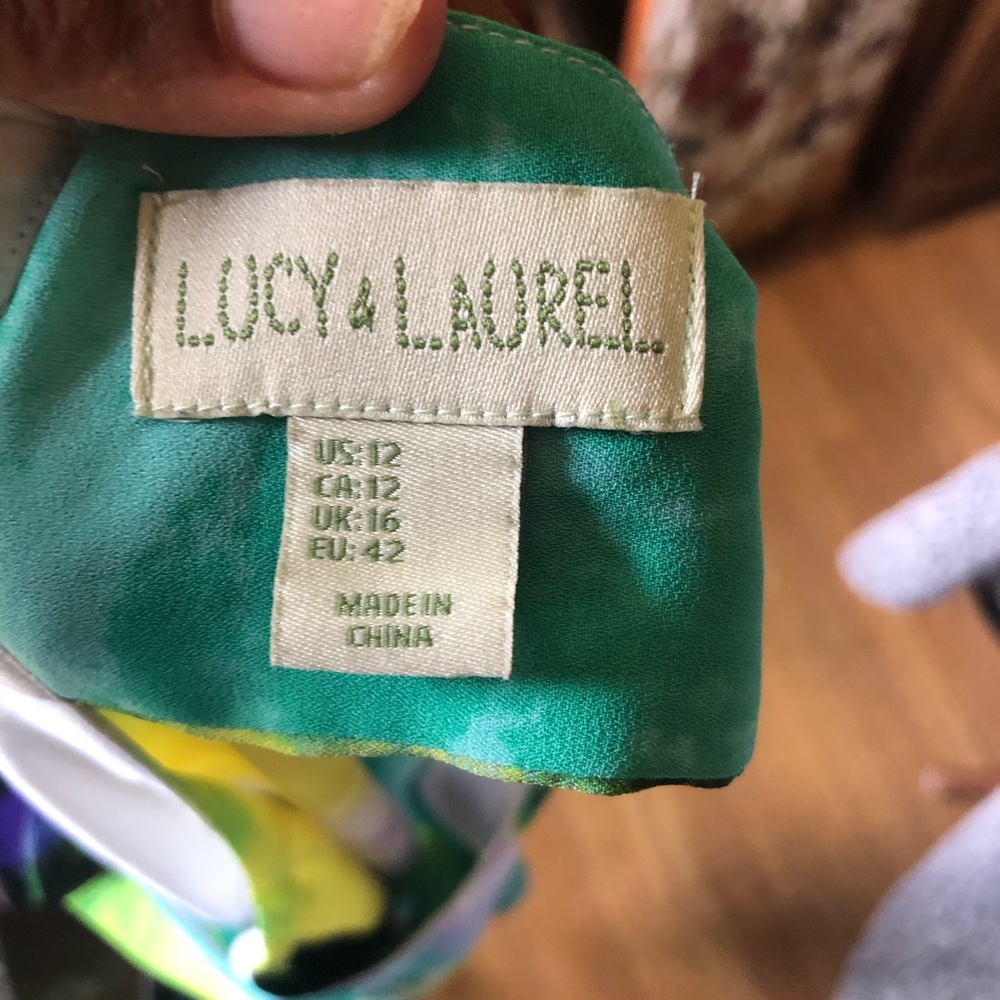 LUCY & LAUREL
US: 12
CA: 12
UK: 16
EU: 42
MADE IN
CHINA